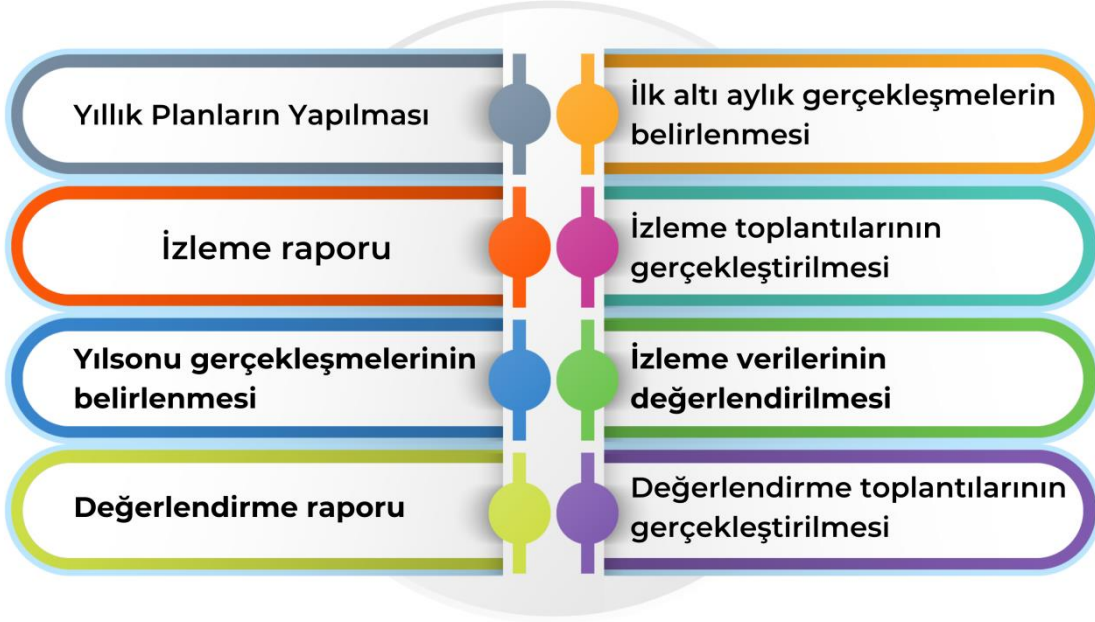 Yıllık Planların Yapılması
İlk altı aylık gerçekleşmelerin
belirlenmesi
İzleme raporu
İzleme toplantılarının
gerçekleştirilmesi
Yılsonu gerçekleşmelerinin
belirlenmesi
İzleme verilerinin
değerlendirilmesi
Değerlendirme raporu
Değerlendirme toplantılarının
gerçekleştirilmesi